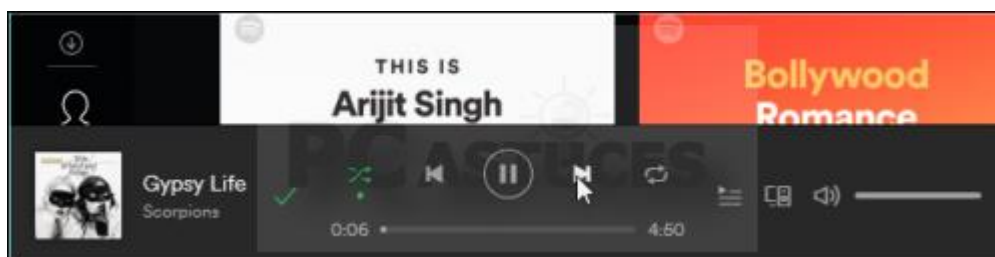 THIS IS
Arijit Singh
Bollywood
Romance
PC ASTUCES
Gypsy Life
Scorpions
0:06
4:50